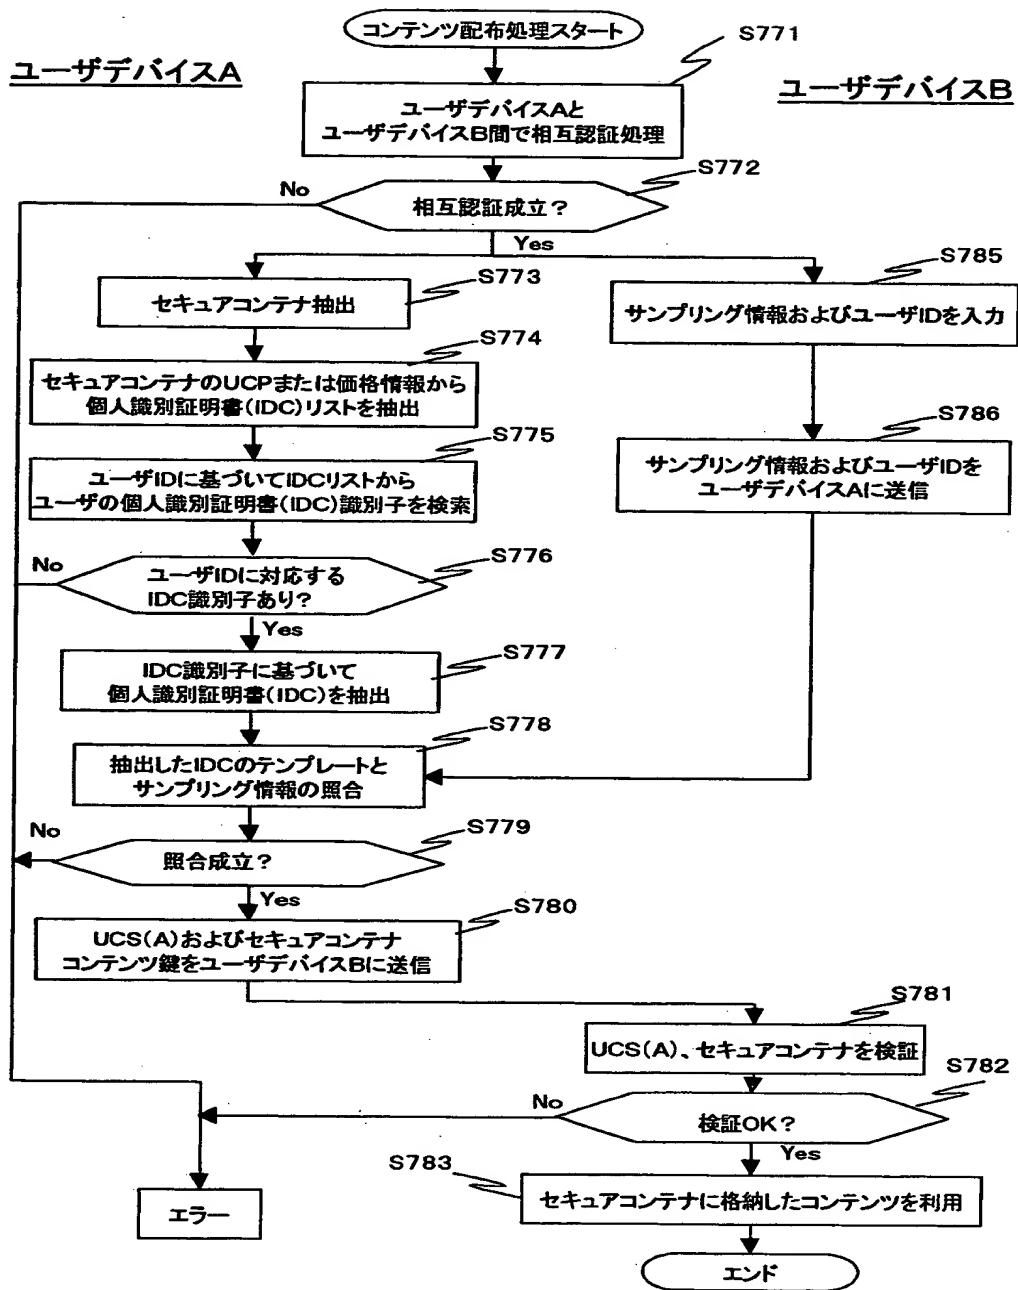 コンテンツ配布処理スタート
S771
ユーザデバイスA
ユーザデバイスB
ユーザデバイスAと
ユーザデバイスB間で相互認証処理
S772
No
相互認証成立？
Yes
S773
セキュアコンテナ抽出
S785
サンプリング情報およびユーザIDを入力
S774
セキュアコンテナのUCPまたは価格情報から
個人識別証明書(IDC)リストを抽出
S786
サンプリング情報およびユーザIDを
ユーザデバイスAに送信
S775
ユーザIDに基づいてIDCリストから
ユーザの個人識別証明書(IDC)識別子を検索
S776
No
ユーザIDに対応する
IDC識別子あり？
Yes
S777
IDC識別子に基づいて
個人識別証明書(IDC)を抽出
S778
抽出したIDCのテンプレートと
サンプリング情報の照合
S779
No
照合成立？
Yes
S780
UCS(A)およびセキュアコンテナ
コンテンツ鍵をユーザデバイスBに送信
S781
UCS(A)、セキュアコンテナを検証
S782
No
検証OK？
Yes
S783
セキュアコンテナに格納したコンテンツを利用
エラー
エンド